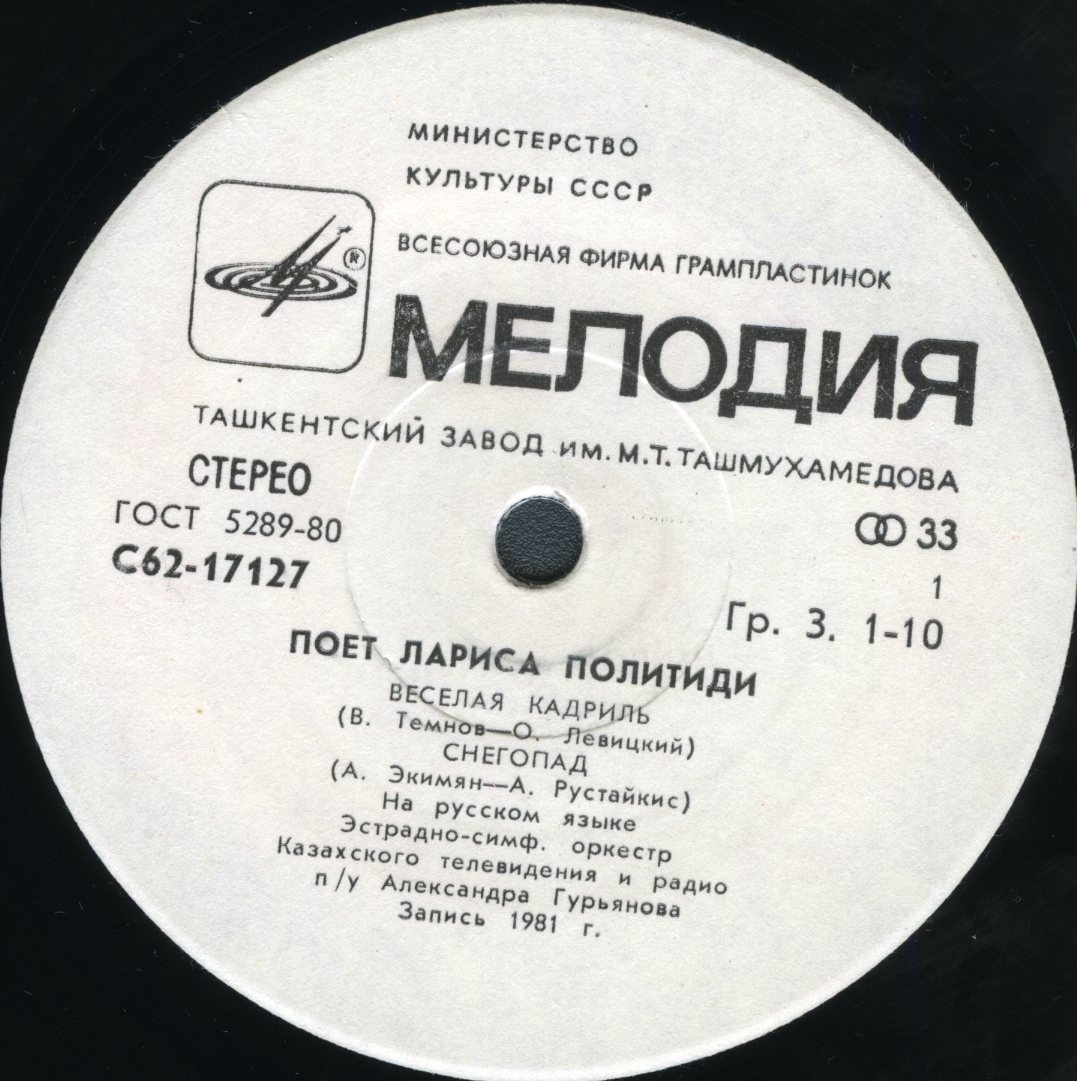 МИНИСТЕРСТВО
КУЛЬТУРЫ СССР
ВСЕСОЮЗНАЯ ФИРМА ГРАМПЛАСТИНОК
®
МЕЛОДИЯ
ТАШКЕНТСКИЙ ЗАВОД ИМ. М.Т. ТАШМУХАМЕДОВА
СТЕРЕО
ГОСТ 5289-80
С62-17127
33
1
Гр. 3. 1-10
ПОЕТ ЛАРИСА ПОЛИТИДИ
ВЕСЕЛАЯ КАДРИЛЬ
(В. Темнов—О. Левицкий)
СНЕГОПАД
(А. Экимян—А. Рустайкис)
На русском языке
Эстрадно-симф. оркестр
Казахского телевидения и радио
п/у Александра Гурьянова
Запись 1981 г.